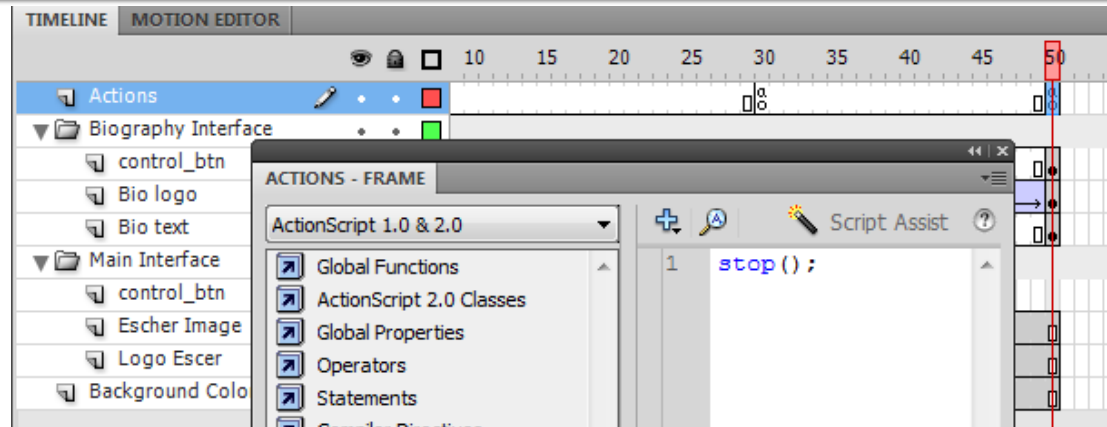 TIMELINE MOTION EDITOR
10 15 20 25 30 35 40 45 50
Actions
a
a
Biography Interface
control_btn
ACTIONS - FRAME
Bio logo
ActionScript 1.0 & 2.0 Script Assist ?
Bio text
Main Interface
Global Functions 1 stop();
control_btn
ActionScript 2.0 Classes
Escher Image
Global Properties
Logo Escer
Operators
Background Colo
Statements
Compiler Directives